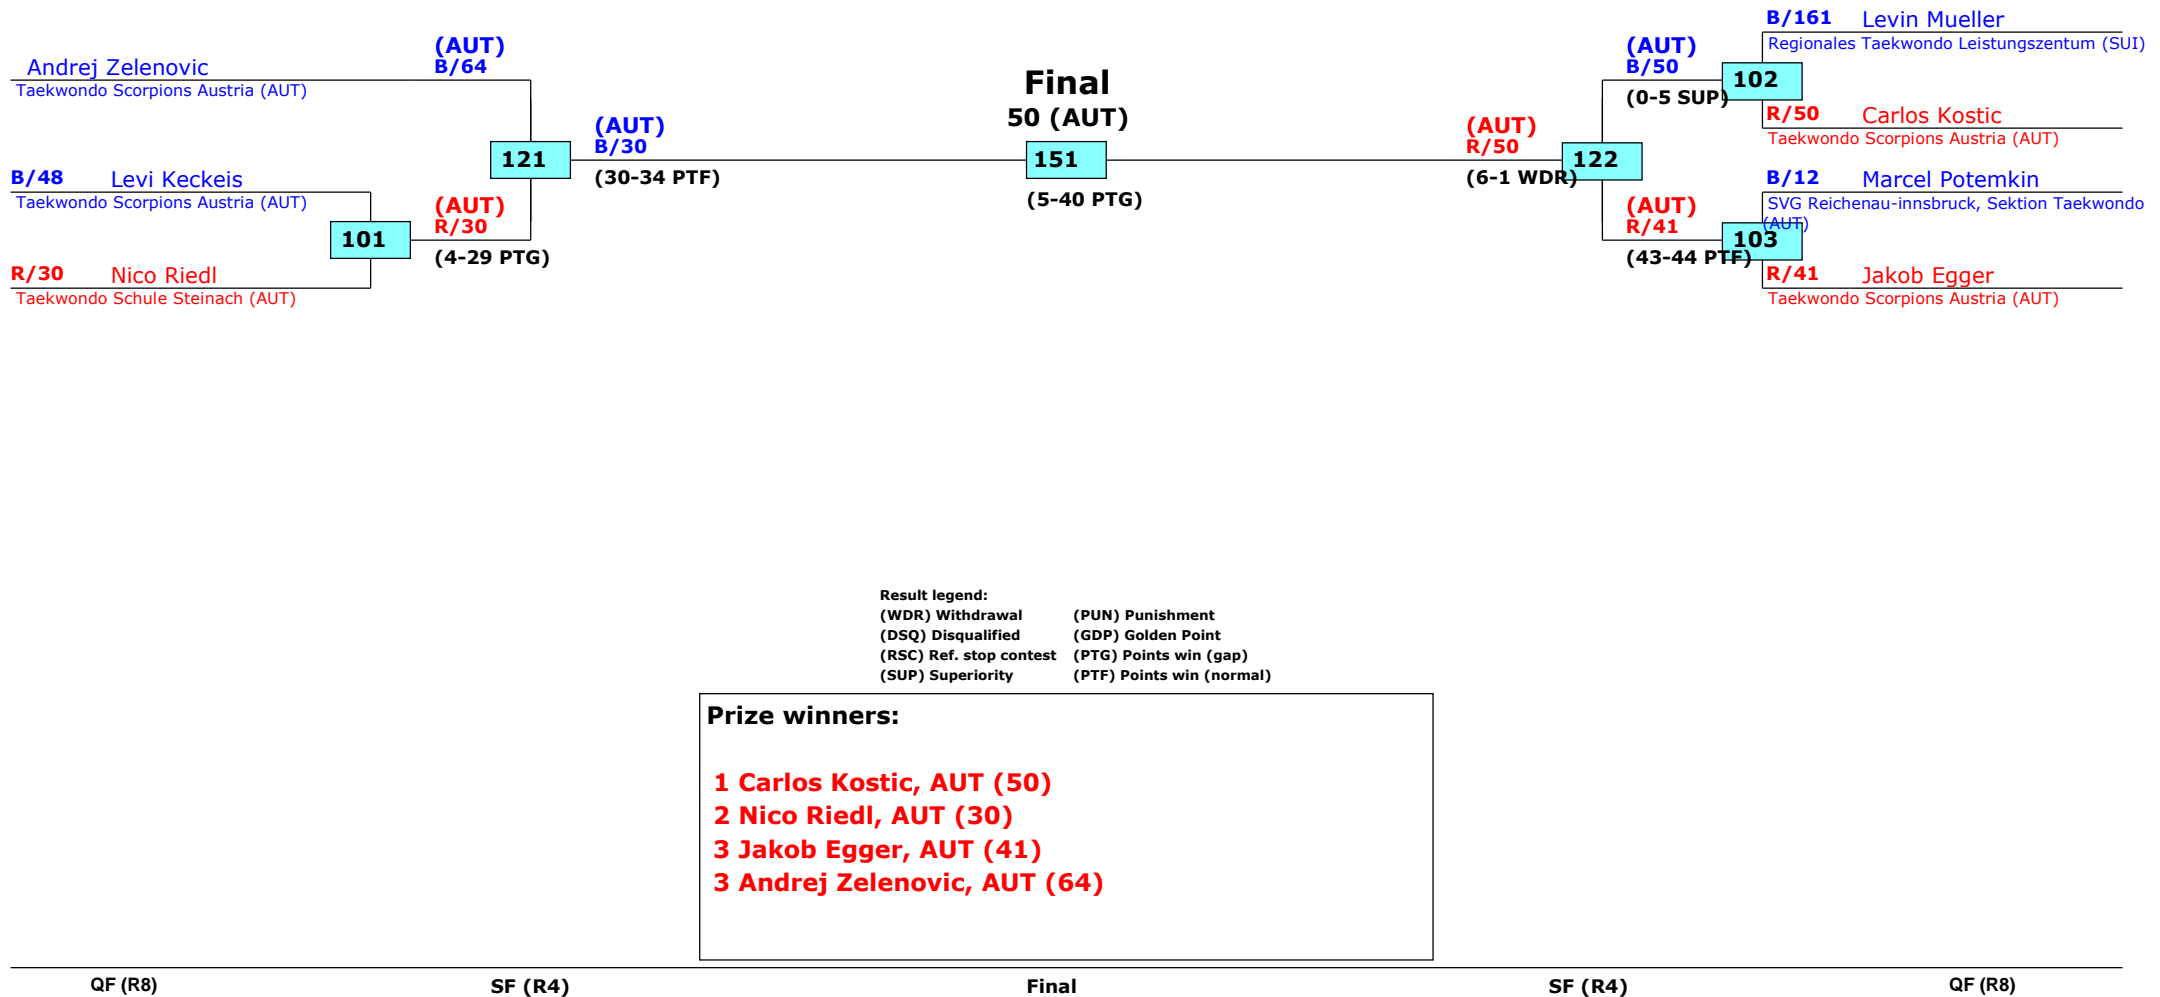 Andrej Zelenovic
Taekwondo Scorpions Austria (AUT)
(AUT)
B/64
B/48 Levi Keckeis
Taekwondo Scorpions Austria (AUT)
101
R/30 Nico Riedl
Taekwondo Schule Steinach (AUT)
(AUT)
R/30
(4-29 PTG)
121
(AUT)
B/30
(30-34 PTF)
Final
50 (AUT)
151
(5-40 PTG)
(AUT)
R/50
(6-1 WDR)
122
(AUT)
B/50
(0-5 SUP)
102
B/161 Levin Mueller
Regionales Taekwondo Leistungszentum (SUI)
R/50 Carlos Kostic
Taekwondo Scorpions Austria (AUT)
(AUT)
R/41
(43-44 PTF)
103
B/12 Marcel Potemkin
SVG Reichenau-innsbruck, Sektion Taekwondo
(AUT)
R/41 Jakob Egger
Taekwondo Scorpions Austria (AUT)
Result legend:
(WDR) Withdrawal (PUN) Punishment
(DSQ) Disqualified (GDP) Golden Point
(RSC) Ref. stop contest (PTG) Points win (gap)
(SUP) Superiority (PTF) Points win (normal)
Prize winners:
1 Carlos Kostic, AUT (50)
2 Nico Riedl, AUT (30)
3 Jakob Egger, AUT (41)
3 Andrej Zelenovic, AUT (64)
QF (R8) SF (R4) Final SF (R4) QF (R8)